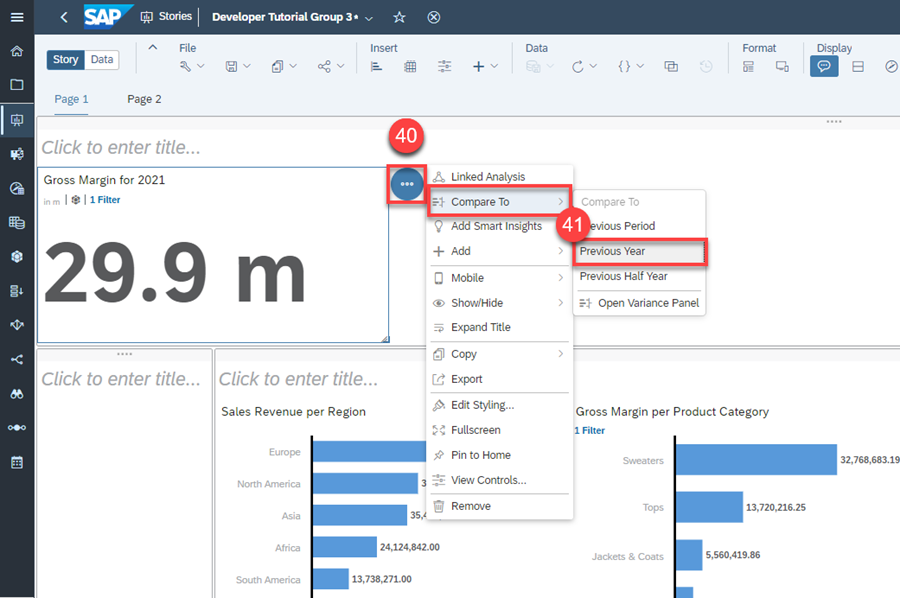 SAP Stories Developer Tutorial Group 3
Story Data
File
Insert
Data
Format
Display
Page 1 Page 2
40
Click to enter title...
Gross Margin for 2021
in m 1 Filter
29.9 m
Linked Analysis
Compare To
41
Add Smart Insights
Add
Mobile
Show/Hide
Expand Title
Copy
Export
Edit Styling...
Fullscreen
Pin to Home
View Controls...
Remove
Compare To
Previous Year
Previous Half Year
Open Variance Panel
Click to enter title...
Click to enter title...
Sales Revenue per Region
Europe
North America
Asia
Africa 24,124,842.00
South America 13,738,271.00
Gross Margin per Product Category
1 Filter
Sweaters 32,768,683.19
Tops 13,720,216.25
Jackets & Coats 5,560,419.86